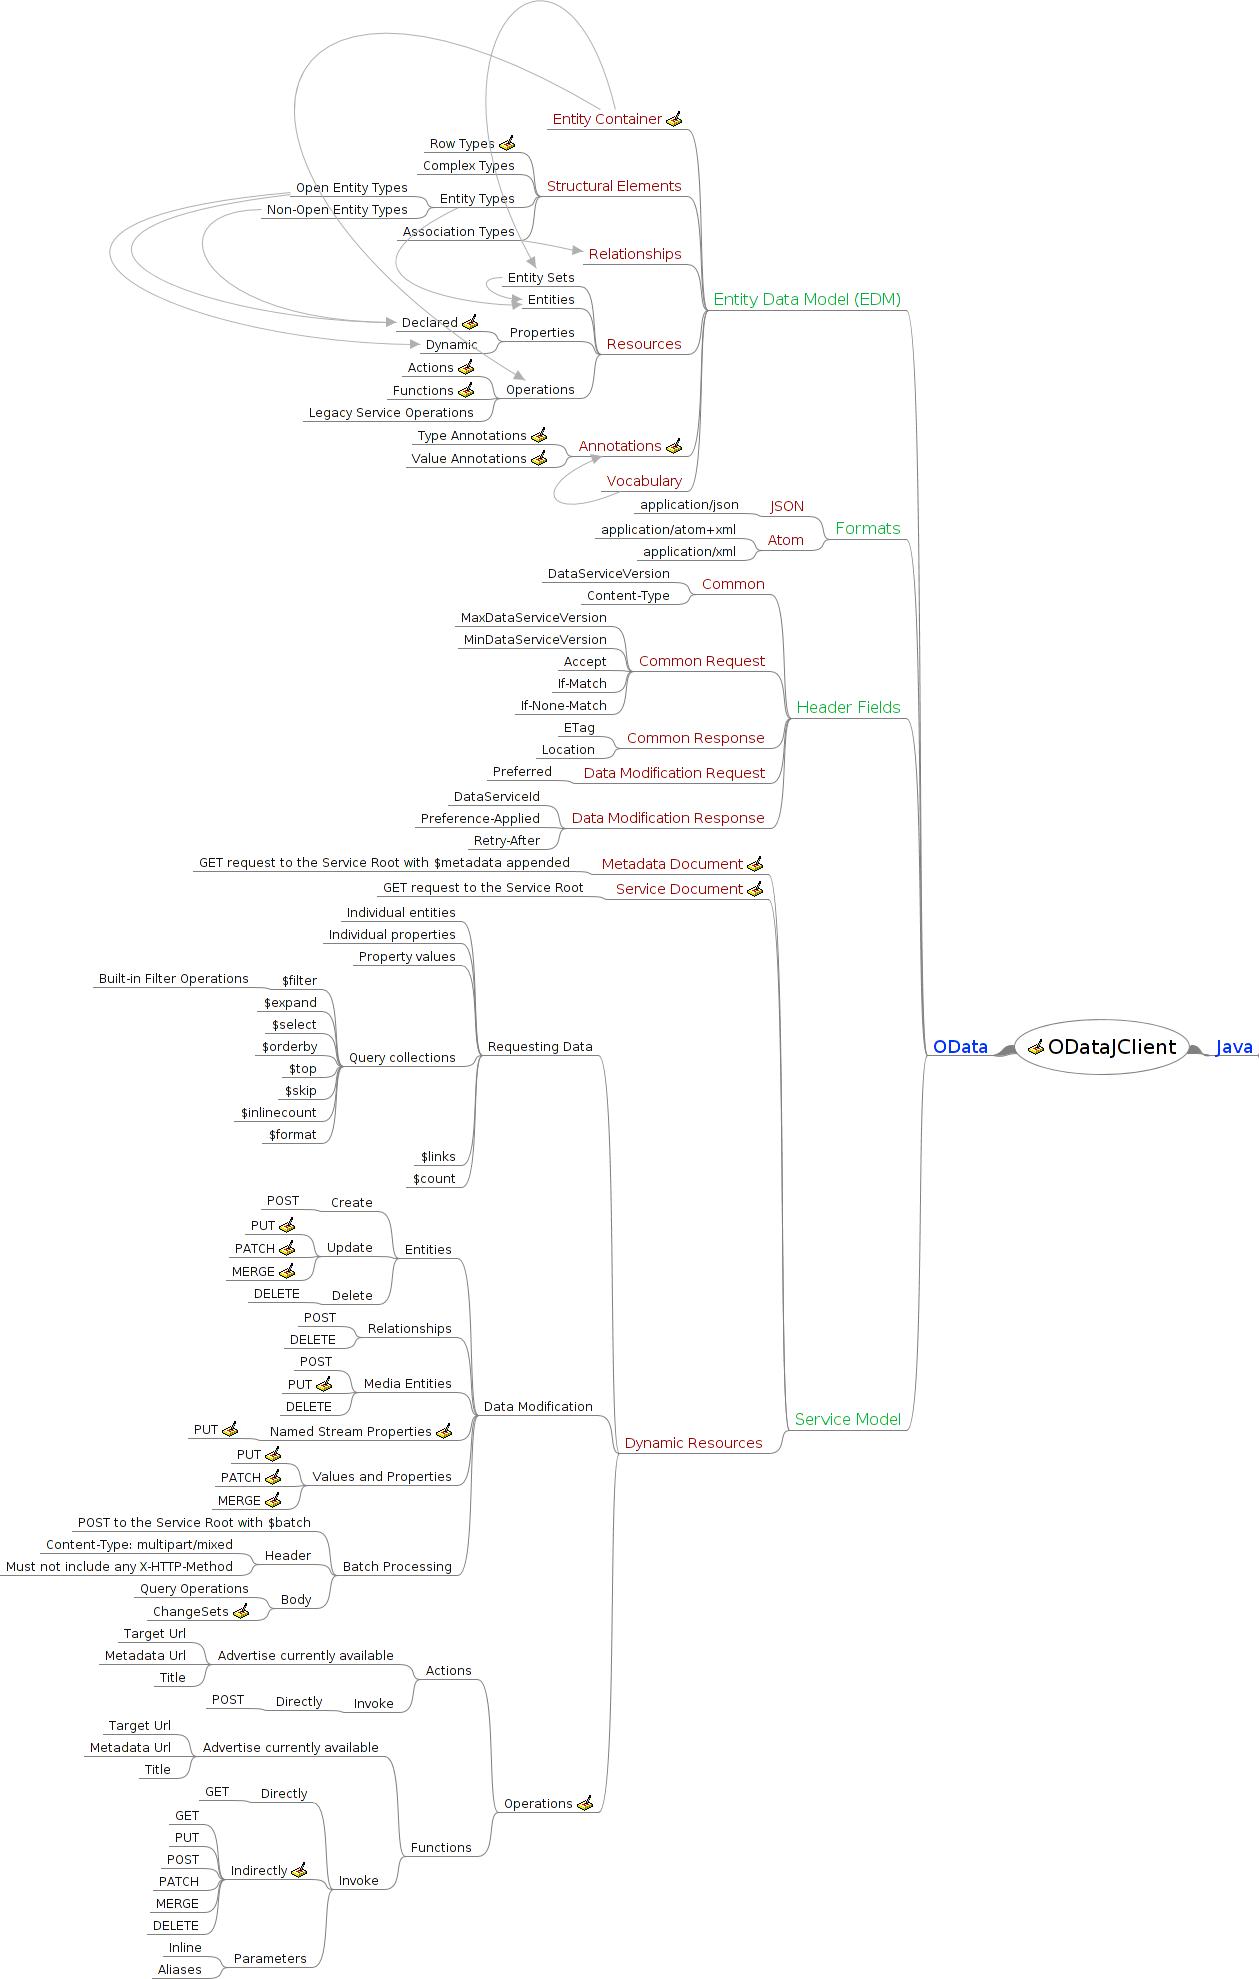 Entity Container
Row Types
Complex Types
Structural Elements
Open Entity Types
Entity Types
Non-Open Entity Types
Association Types
Relationships
Entity Sets
Entities
Entity Data Model (EDM)
Declared
Properties
Dynamic
Resources
Actions
Functions
Operations
Legacy Service Operations
Type Annotations
Annotations
Value Annotations
Vocabulary
application/json
JSON
application/atom+xml
Formats
Atom
application/xml
DataServiceVersion
Common
Content-Type
MaxDataServiceVersion
MinDataServiceVersion
Accept
Common Request
If-Match
If-None-Match
Header Fields
ETag
Common Response
Location
Preferred
Data Modification Request
DataServiceId
Preference-Applied
Data Modification Response
Retry-After
GET request to the Service Root with $metadata appended
Metadata Document
GET request to the Service Root
Service Document
Individual entities
Individual properties
Property values
Built-in Filter Operations
$filter
$expand
$select
$orderby
Requesting Data
OData
ODataJClient
Java
Query collections
$top
$skip
$inlinecount
$format
$links
$count
POST
Create
PUT
PATCH
Update
Entities
MERGE
DELETE
Delete
POST
Relationships
DELETE
POST
PUT
Media Entities
DELETE
Data Modification
Service Model
PUT
Named Stream Properties
Dynamic Resources
PUT
PATCH
Values and Properties
MERGE
POST to the Service Root with $batch
Content-Type: multipart/mixed
Header
Must not include any X-HTTP-Method
Batch Processing
Query Operations
Body
ChangeSets
Target Url
Metadata Url
Advertise currently available
Title
Actions
POST
Directly
Invoke
Target Url
Metadata Url
Advertise currently available
Title
GET
Directly
Operations
GET
PUT
Functions
POST
Indirectly
PATCH
Invoke
MERGE
DELETE
Inline
Parameters
Aliases